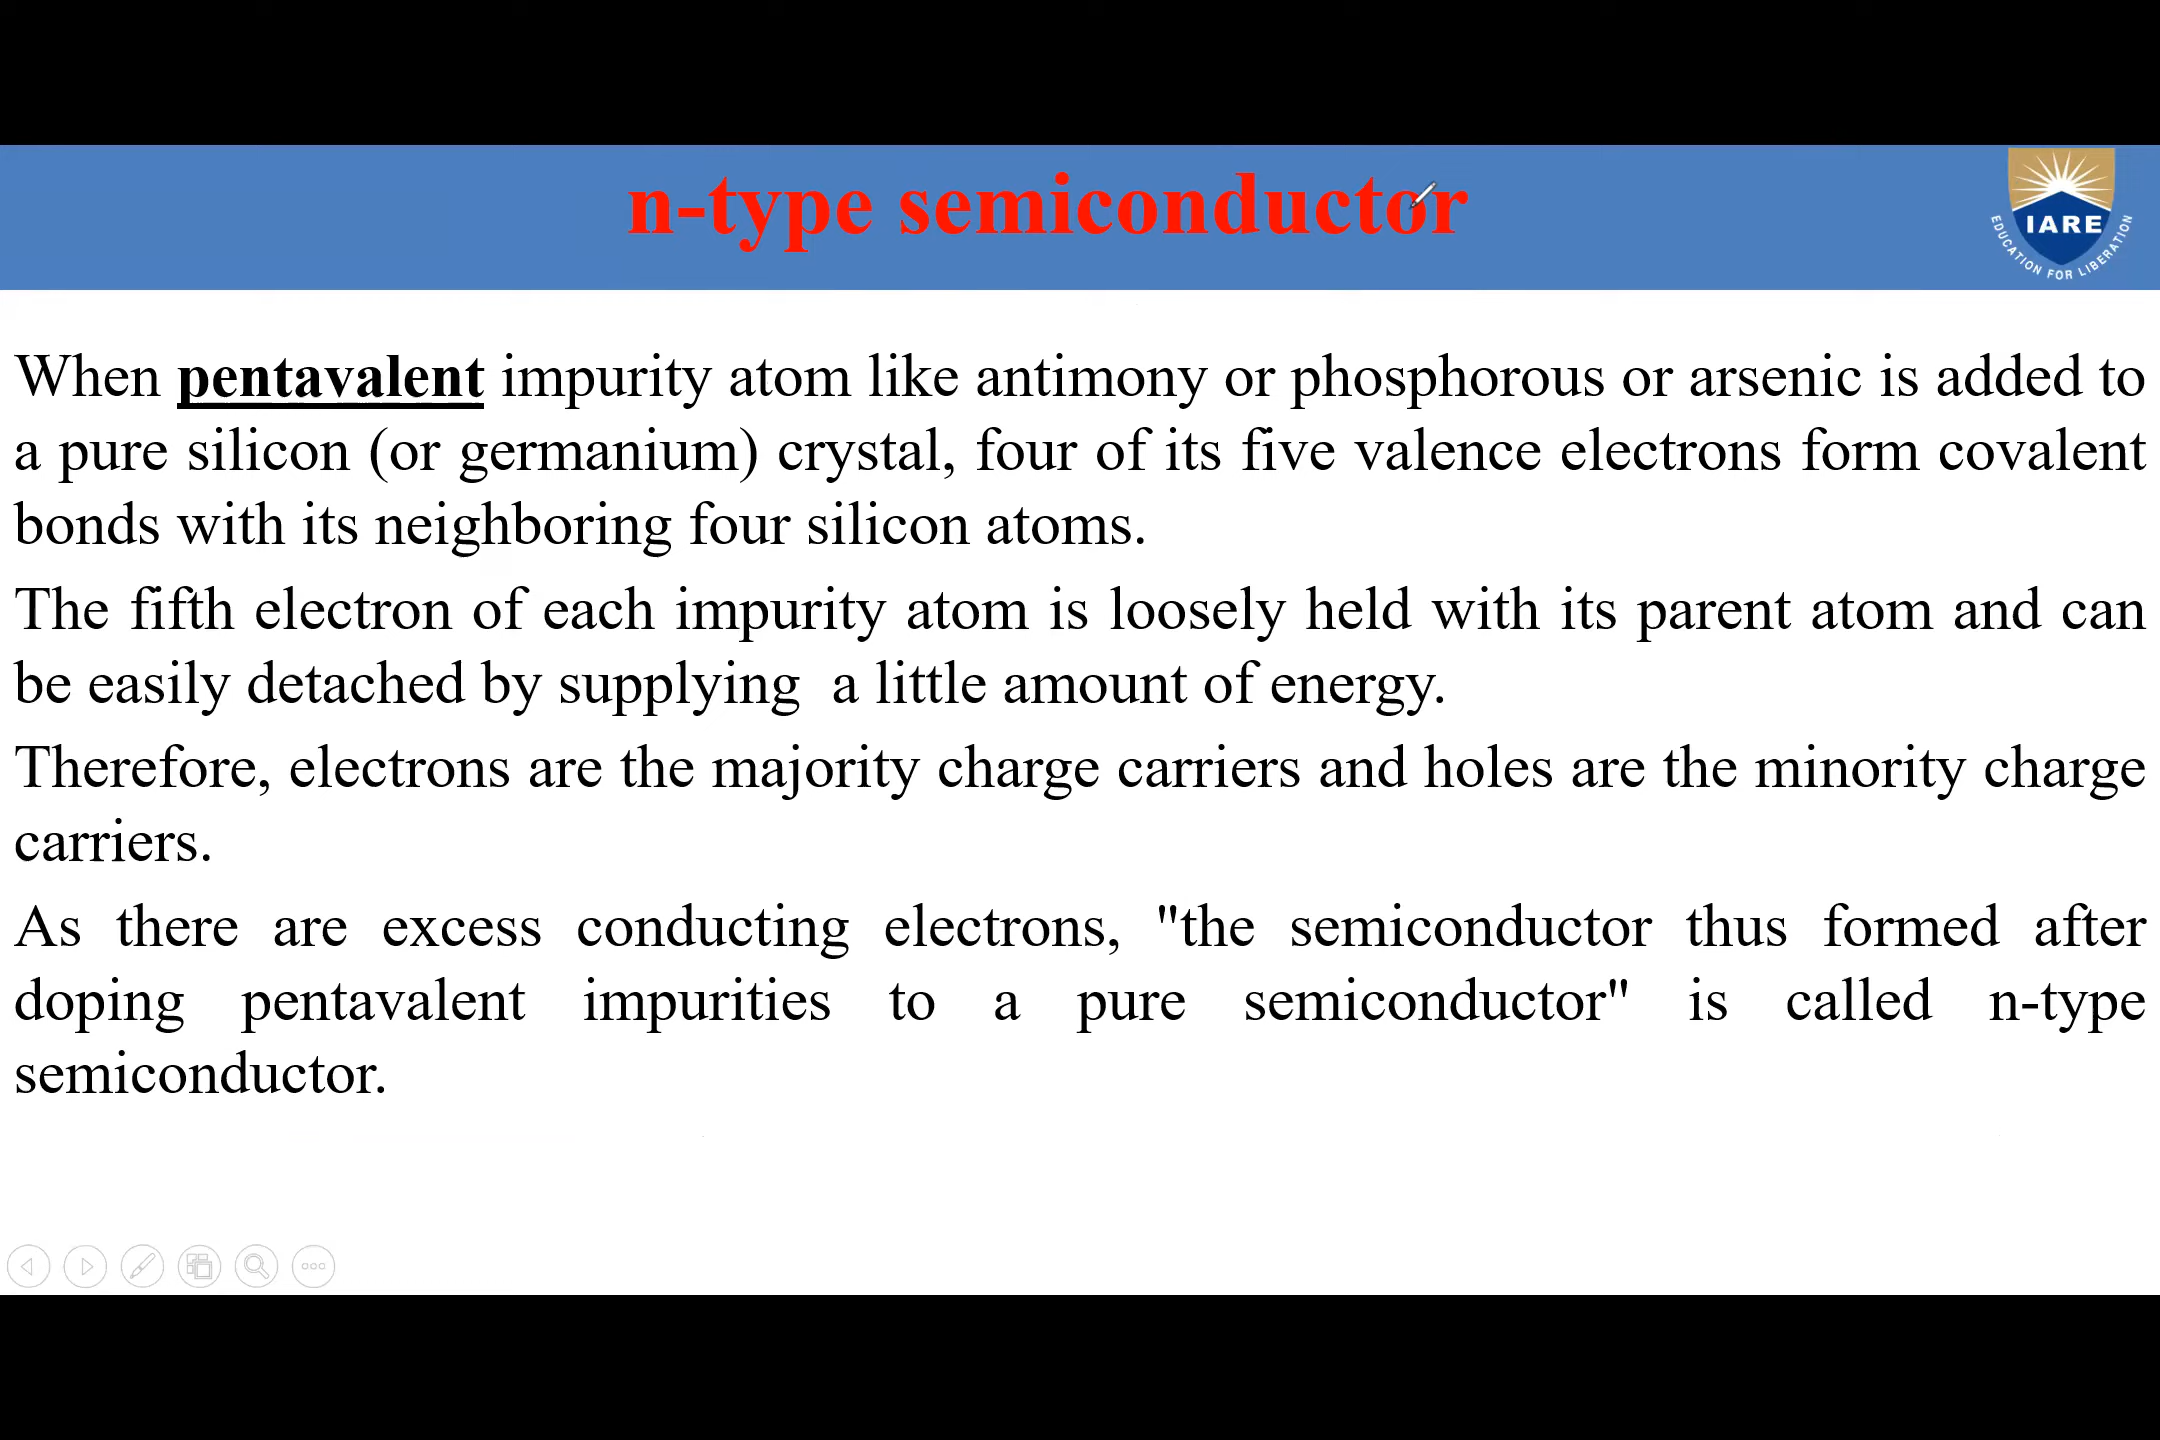 n-type semiconductor
IARE
EDUCATION FOR LIBERATION
When pentavalent impurity atom like antimony or phosphorous or arsenic is added to
a pure silicon (or germanium) crystal, four of its five valence electrons form covalent
bonds with its neighboring four silicon atoms.
The fifth electron of each impurity atom is loosely held with its parent atom and can
be easily detached by supplying  a little amount of energy.
Therefore, electrons are the majority charge carriers and holes are the minority charge
carriers.
As there are excess conducting electrons, "the semiconductor thus formed after
doping pentavalent impurities to a pure semiconductor" is called n-type
semiconductor.